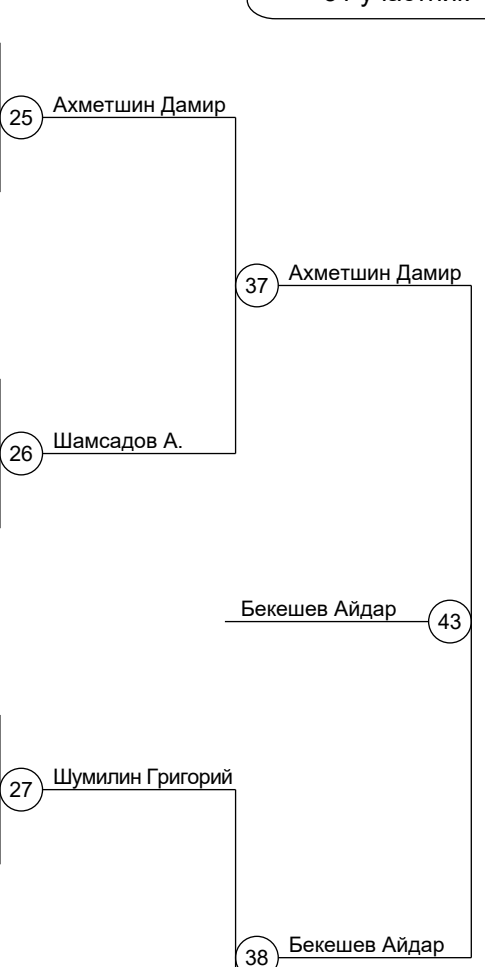 25
Ахметшин Дамир
37
Ахметшин Дамир
26
Шамсадов А.
Бекешев Айдар
43
27
Шумилин Григорий
38
Бекешев Айдар